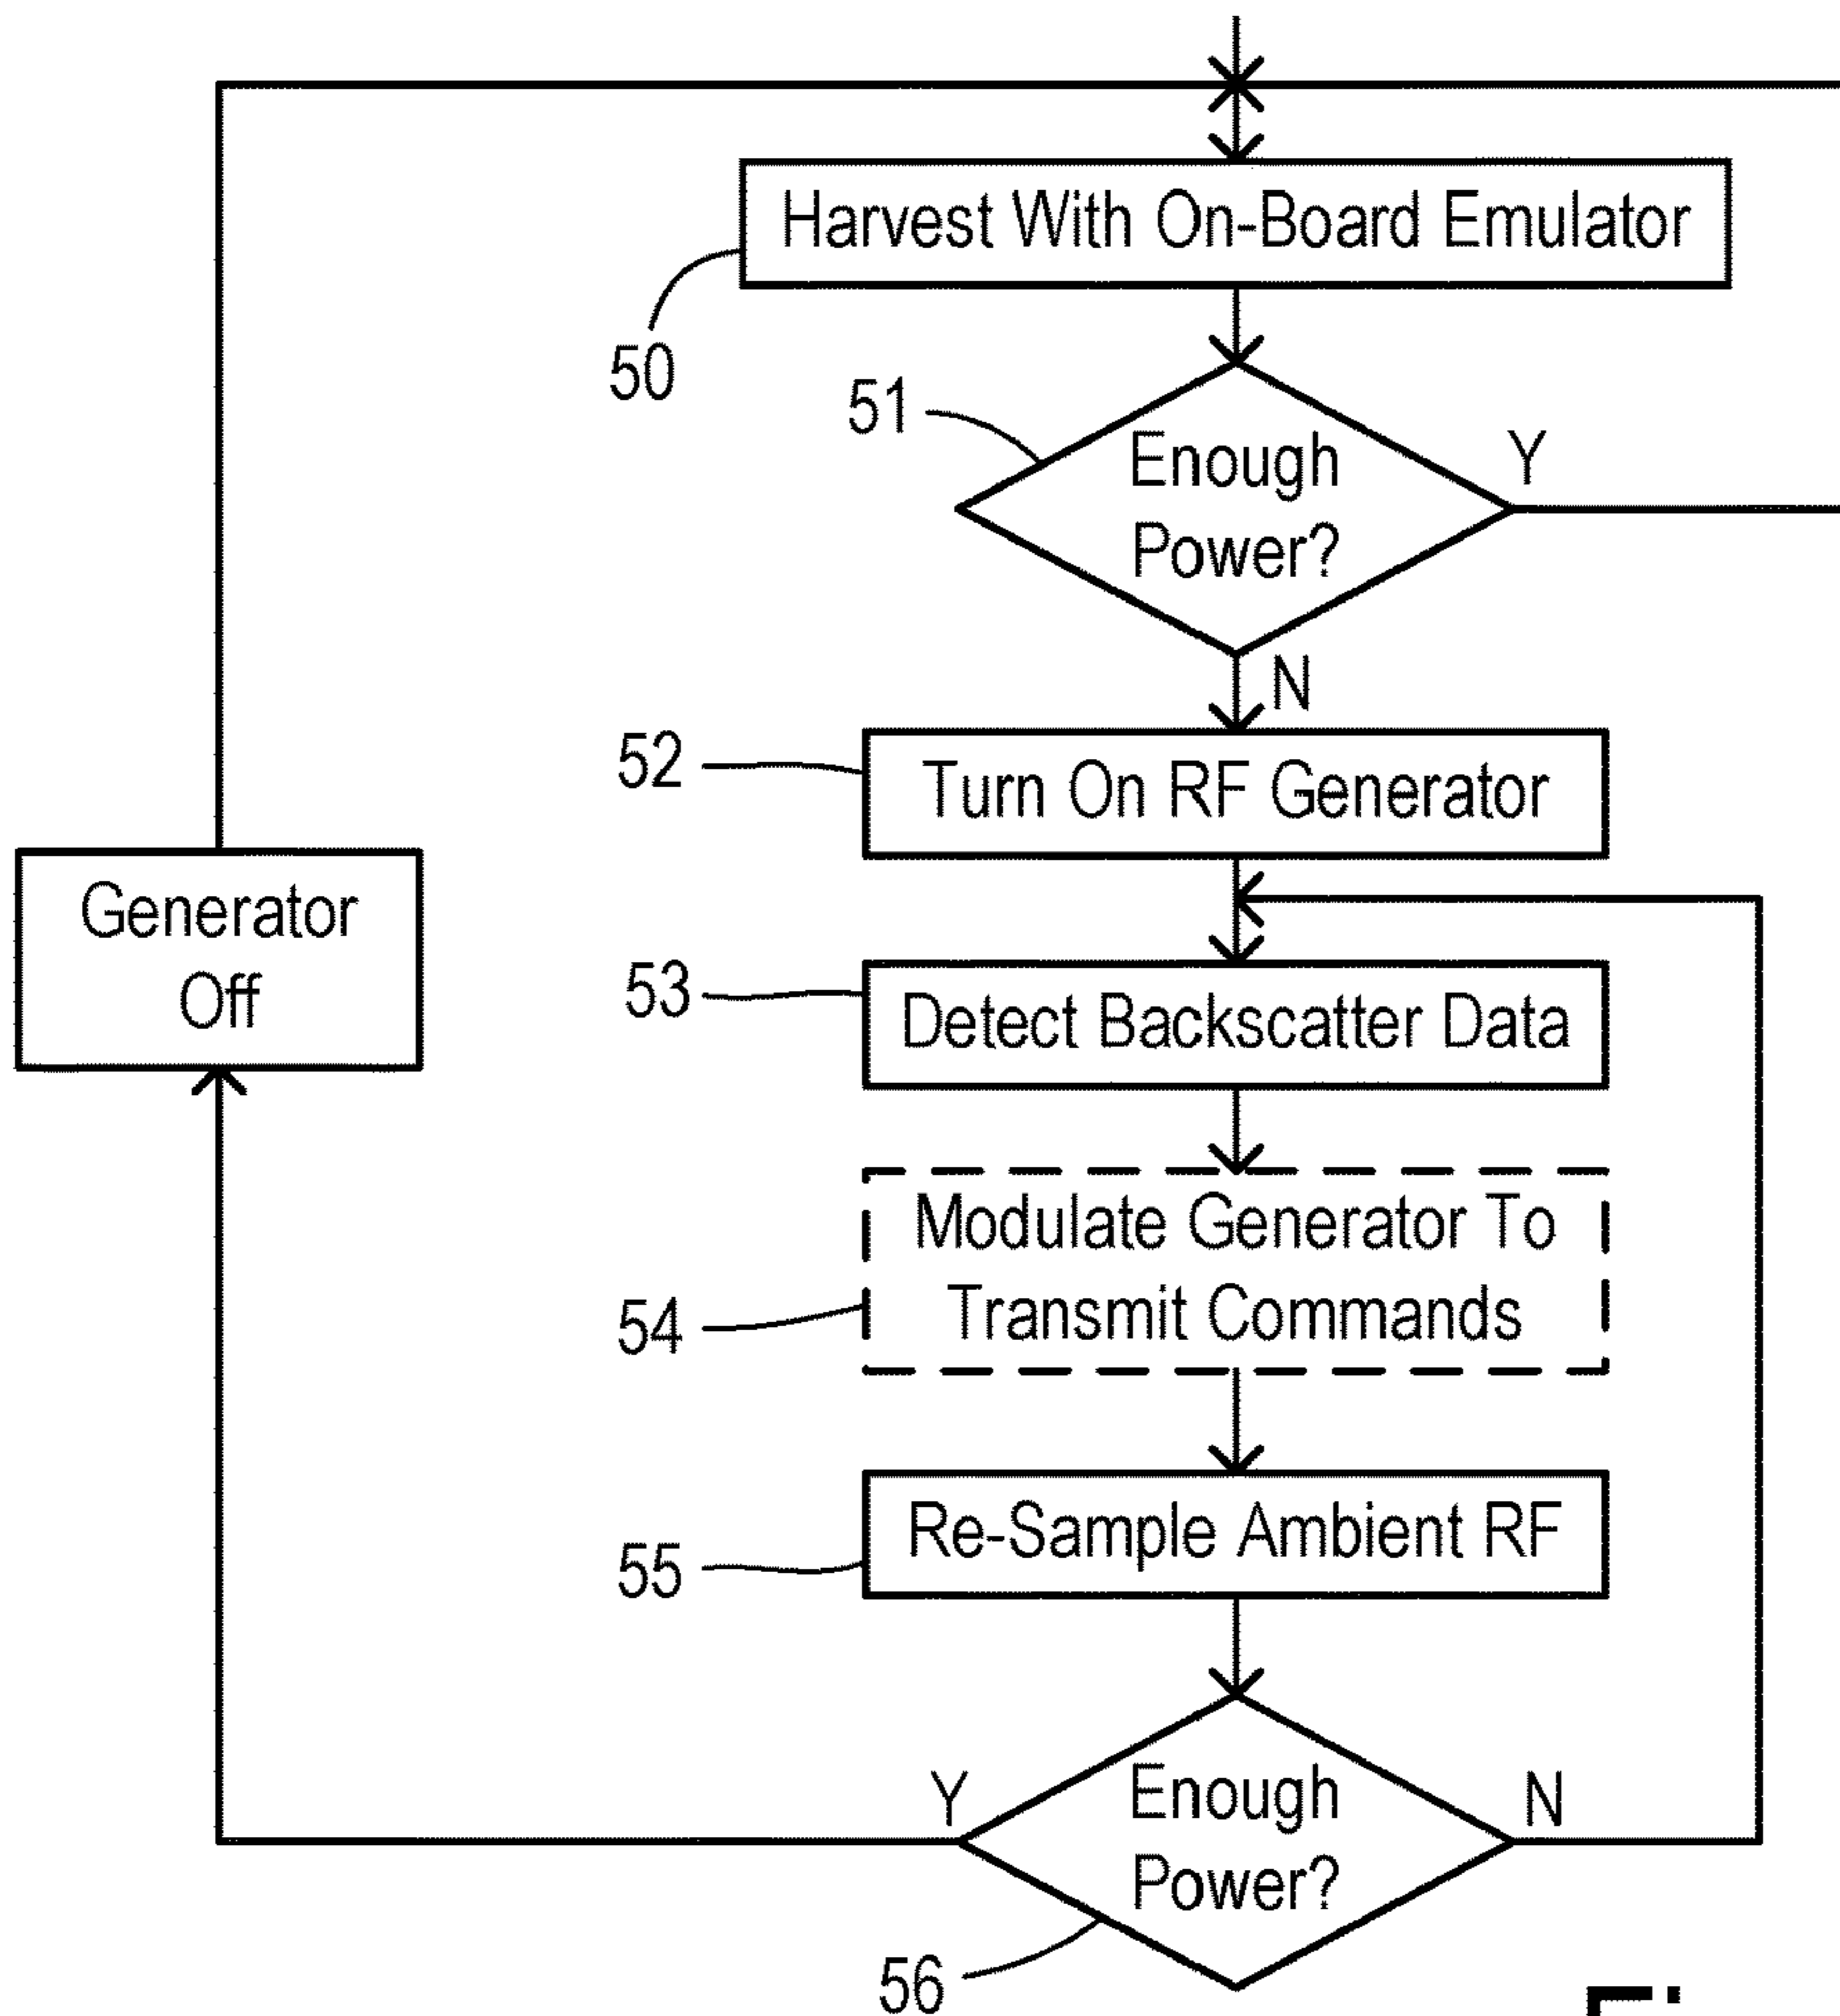 Harvest With On-Board Emulator
50
51
Enough
Power?
Y
N
52
Turn On RF Generator
Generator
Off
53
Detect Backscatter Data
Modulate Generator To
Transmit Commands
54
Re-Sample Ambient RF
55
Y
Enough
Power?
N
56